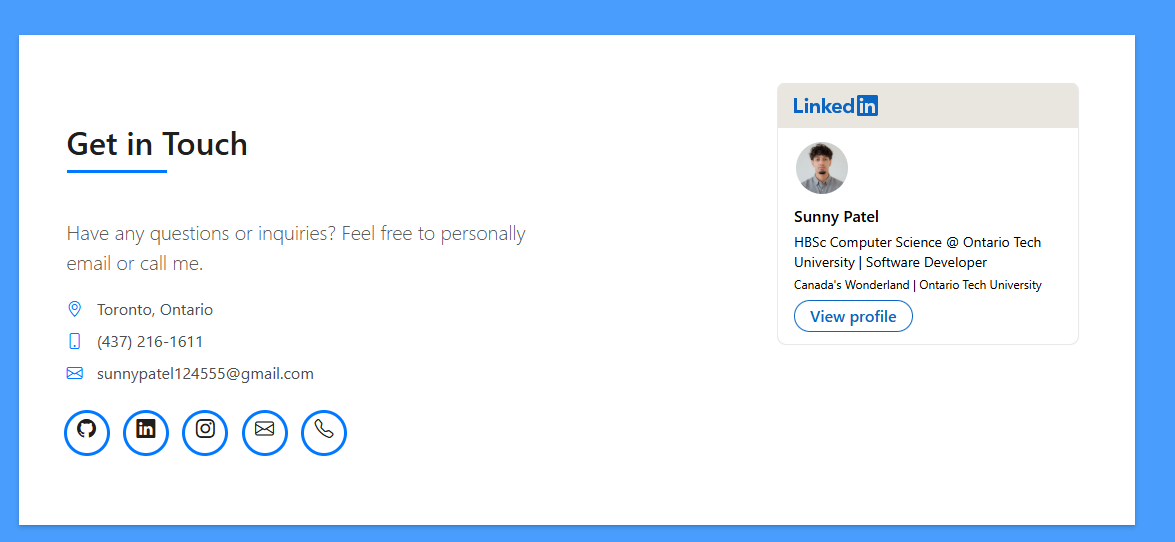 Get in Touch
Have any questions or inquiries? Feel free to personally
email or call me.
Toronto, Ontario
(437) 216-1611
sunnypatel124555@gmail.com
LinkedIn
Sunny Patel
HBSc Computer Science @ Ontario Tech
University | Software Developer
Canada's Wonderland | Ontario Tech University
View profile